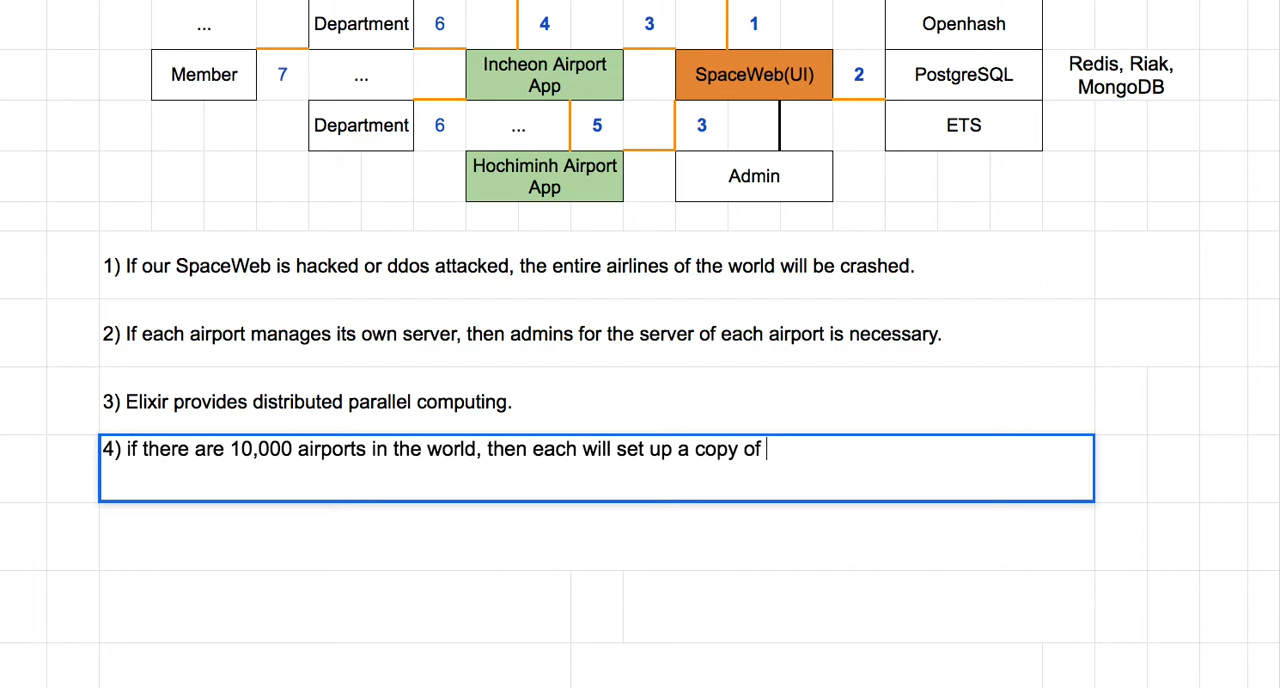 ... Department 6 4 3 1 Openhash
Member 7 ... Incheon Airport App SpaceWeb(UI) 2 PostgreSQL Redis, Riak, MongoDB
Department 6 ... 5 3 ETS
Hochiminh Airport App Admin
1) If our SpaceWeb is hacked or ddos attacked, the entire airlines of the world will be crashed.
2) If each airport manages its own server, then admins for the server of each airport is necessary.
3) Elixir provides distributed parallel computing.
4) if there are 10,000 airports in the world, then each will set up a copy of